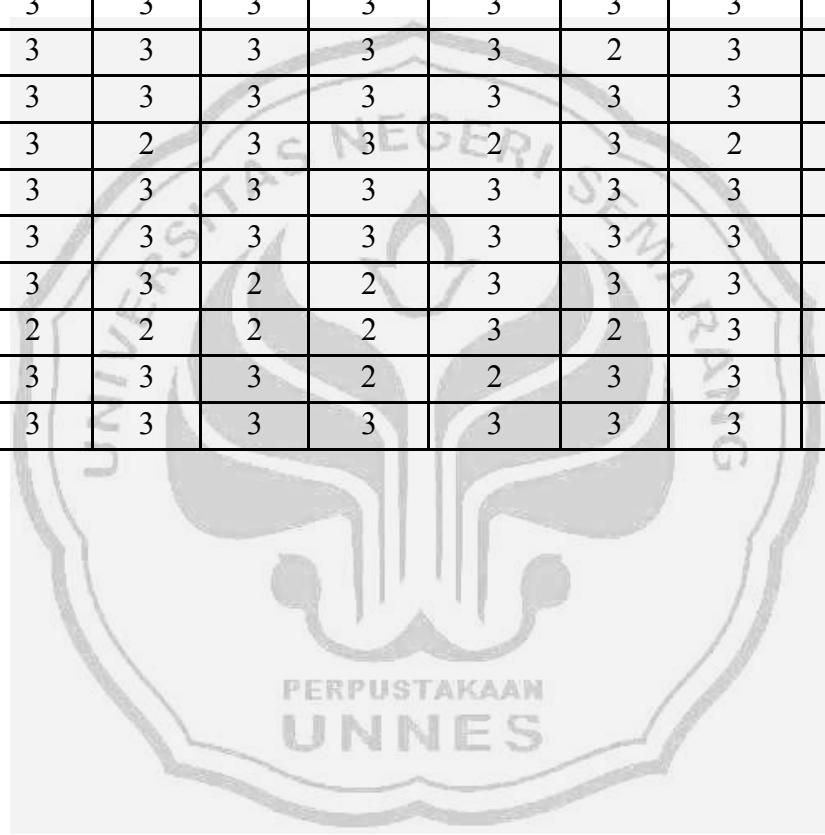 3 3 3 3 3 3 3
3 3 3 3 3 2 3
3 3 3 3 3 3 3
3 2 3 3 2 3 2
3 3 3 3 3 3 3
3 3 3 3 3 3 3
3 3 2 2 3 3 3
2 2 2 2 3 2 3
3 3 3 2 2 3 3
3 3 3 3 3 3 3
UNIVERSITAS NEGERI SEMARANG
PERPUSTAKAAN
UNNES